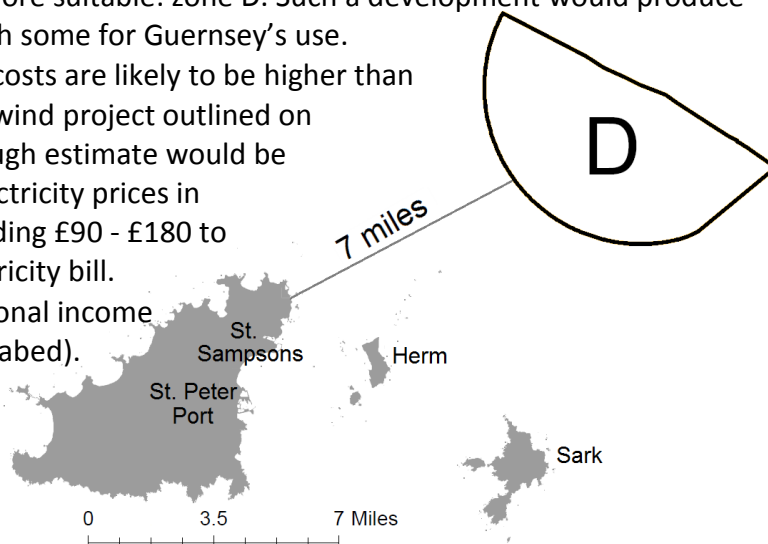 ore suitable: zone D. Such a development would produce
h some for Guernsey's use.
costs are likely to be higher than
wind project outlined on
ugh estimate would be
ctricity prices in
ding £90 - £180 to
ricity bill.
onal income
abed).
D
7 miles
St.
Sampsons
Herm
St. Peter
Port
Sark
0 3.5 7 Miles